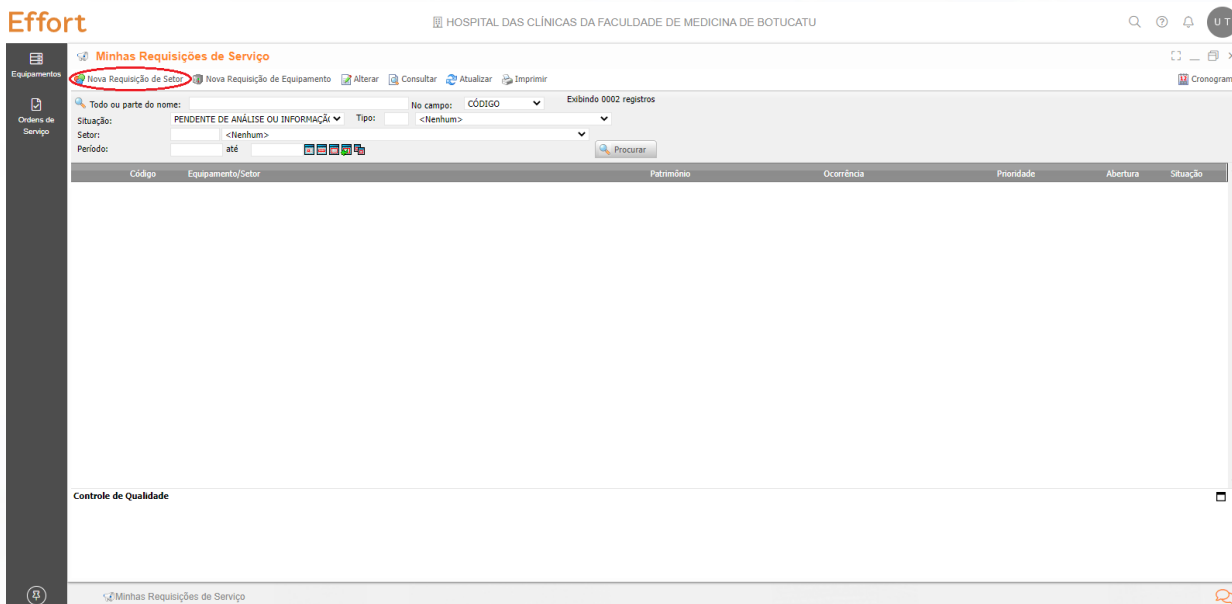 Effort
HOSPITAL DAS CLÍNICAS DA FACULDADE DE MEDICINA DE BOTUCATU
U T
Equipamentos
Ordens de
Serviço
Minhas Requisições de Serviço
Nova Requisição de Setor Nova Requisição de Equipamento Alterar Consultar Atualizar Imprimir
Cronogram
Todo ou parte do nome: No campo: CÓDIGO Exibindo 0002 registros
Situação: PENDENTE DE ANÁLISE OU INFORMAÇÃ Tipo: <Nenhum>
Setor: <Nenhum>
Período: até Procurar
Código Equipamento/Setor Patrimônio Ocorrência Prioridade Abertura Situação
Controle de Qualidade
Minhas Requisições de Serviço